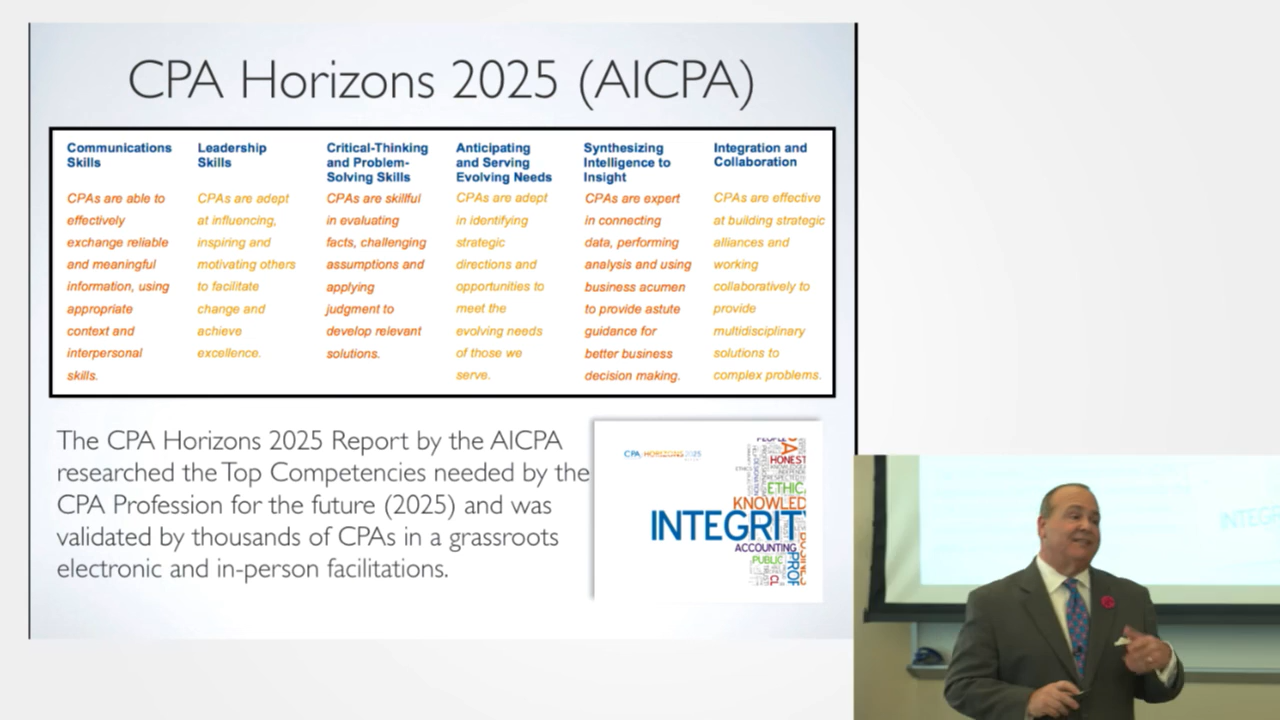 CPA Horizons 2025 (AICPA)
Communications
Skills
CPAs are able to
effectively
exchange reliable
and meaningful
information, using
appropriate
context and
interpersonal
skills.
Leadership
Skills
CPAs are adept
at influencing,
inspiring and
motivating others
to facilitate
change and
achieve
excellence.
Critical-Thinking
and Problem-
Solving Skills
CPAs are skillful
in evaluating
facts, challenging
assumptions and
applying
judgment to
develop relevant
solutions.
Anticipating
and Serving
Evolving Needs
CPAs are adept
in identifying
strategic
directions and
opportunities to
meet the
evolving needs
of those we
serve.
Synthesizing
Intelligence to
Insight
CPAs are expert
in connecting
data, performing
analysis and using
business acumen
to provide astute
guidance for
better business
decision making.
Integration and
Collaboration
CPAs are effective
at building strategic
alliances and
working
collaboratively to
provide
multidisciplinary
solutions to
complex problems.
The CPA Horizons 2025 Report by the AICPA
researched the Top Competencies needed by the
CPA Profession for the future (2025) and was
validated by thousands of CPAs in a grassroots
electronic and in-person facilitations.
CPA HORIZONS 2025
HONEST
ETHIC
KNOWLED
INTEGRIT
ACCOUNTING
PUBLIC
PROF
INTEGR